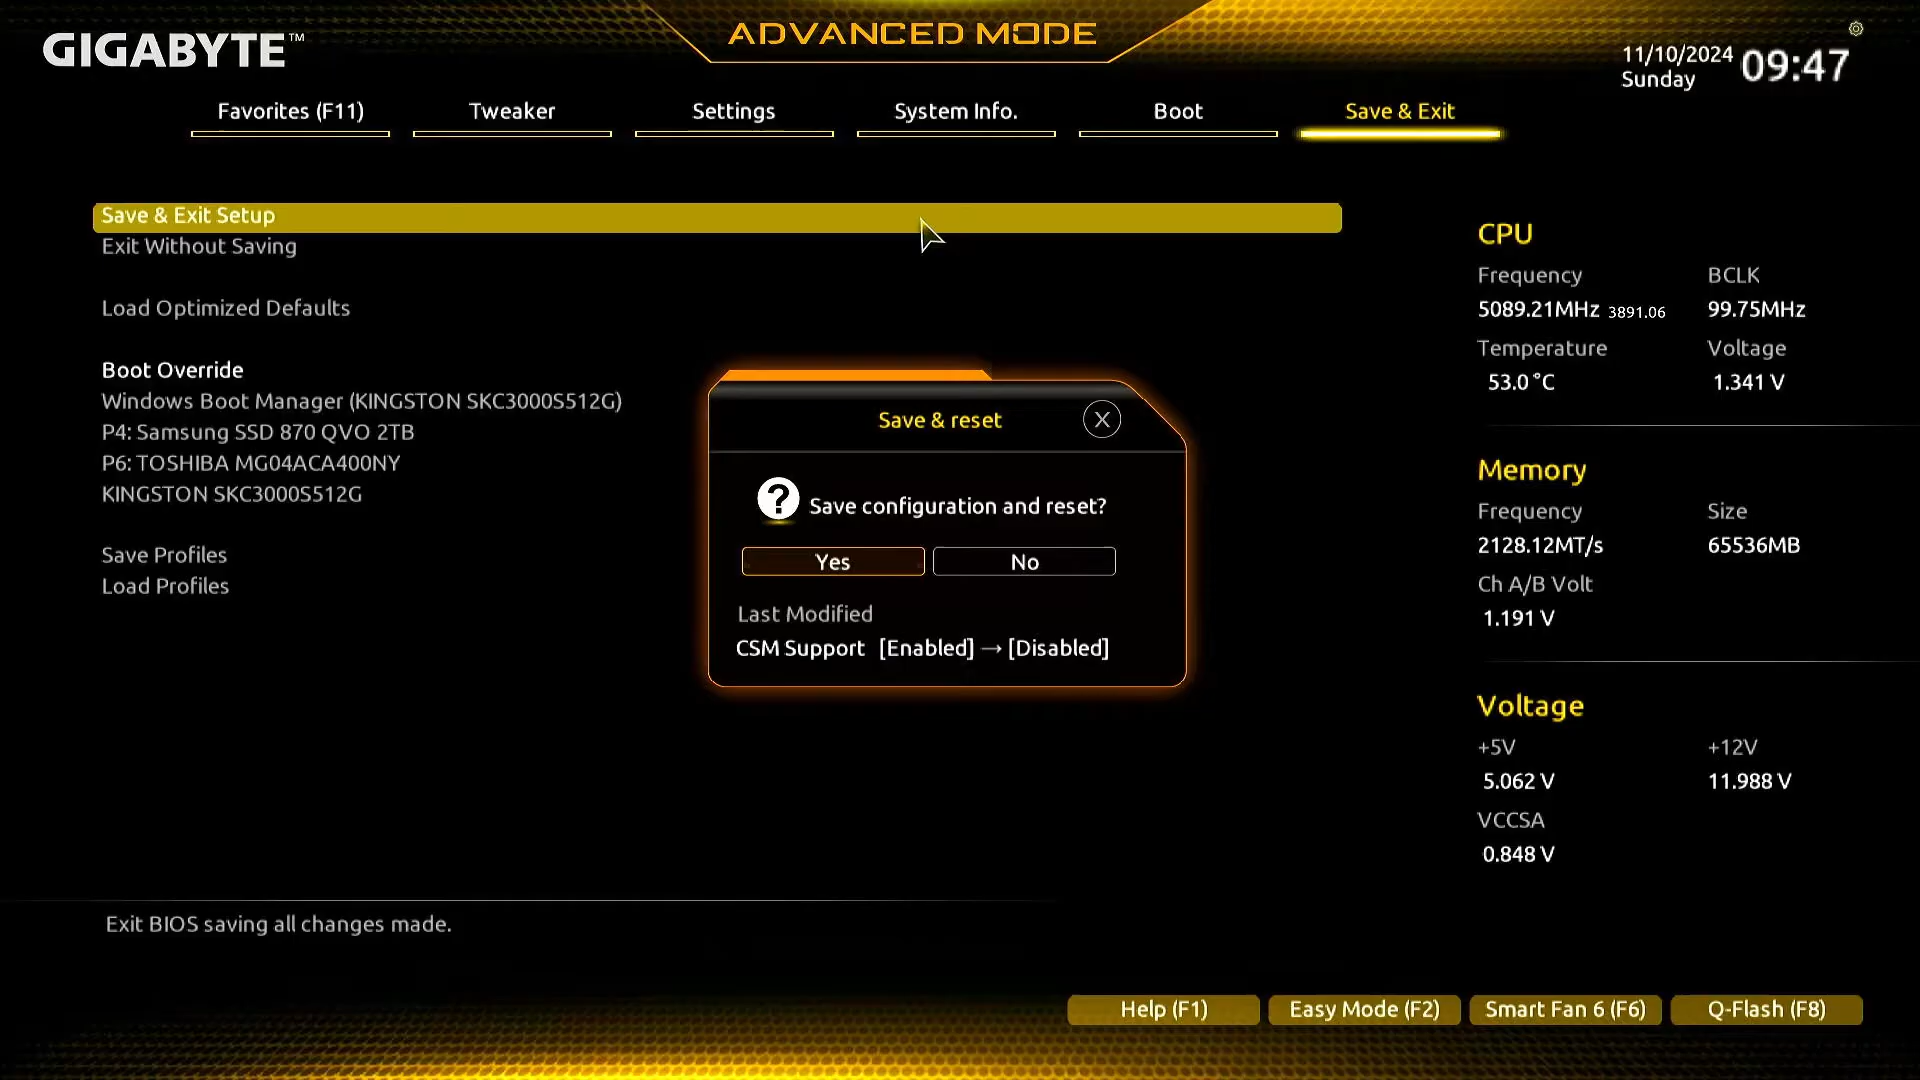 ADVANCED MODE
GIGABYTE™
11/10/2024
Sunday
09:47
Favorites (F11)
Tweaker
Settings
System Info.
Boot
Save & Exit
Save & Exit Setup
Exit Without Saving
Load Optimized Defaults
Boot Override
Windows Boot Manager (KINGSTON SKC3000S512G)
P4: Samsung SSD 870 QVO 2TB
P6: TOSHIBA MG04ACA400NY
KINGSTON SKC3000S512G
Save Profiles
Load Profiles
Save & reset
X
? Save configuration and reset?
Yes
No
Last Modified
CSM Support [Enabled] → [Disabled]
CPU
Frequency BCLK
5089.21MHz 3891.06 99.75MHz
Temperature Voltage
53.0 °C 1.341 V
Memory
Frequency Size
2128.12MT/s 65536MB
Ch A/B Volt
1.191 V
Voltage
+5V +12V
5.062 V 11.988 V
VCCSA
0.848 V
Exit BIOS saving all changes made.
Help (F1)
Easy Mode (F2)
Smart Fan 6 (F6)
Q-Flash (F8)